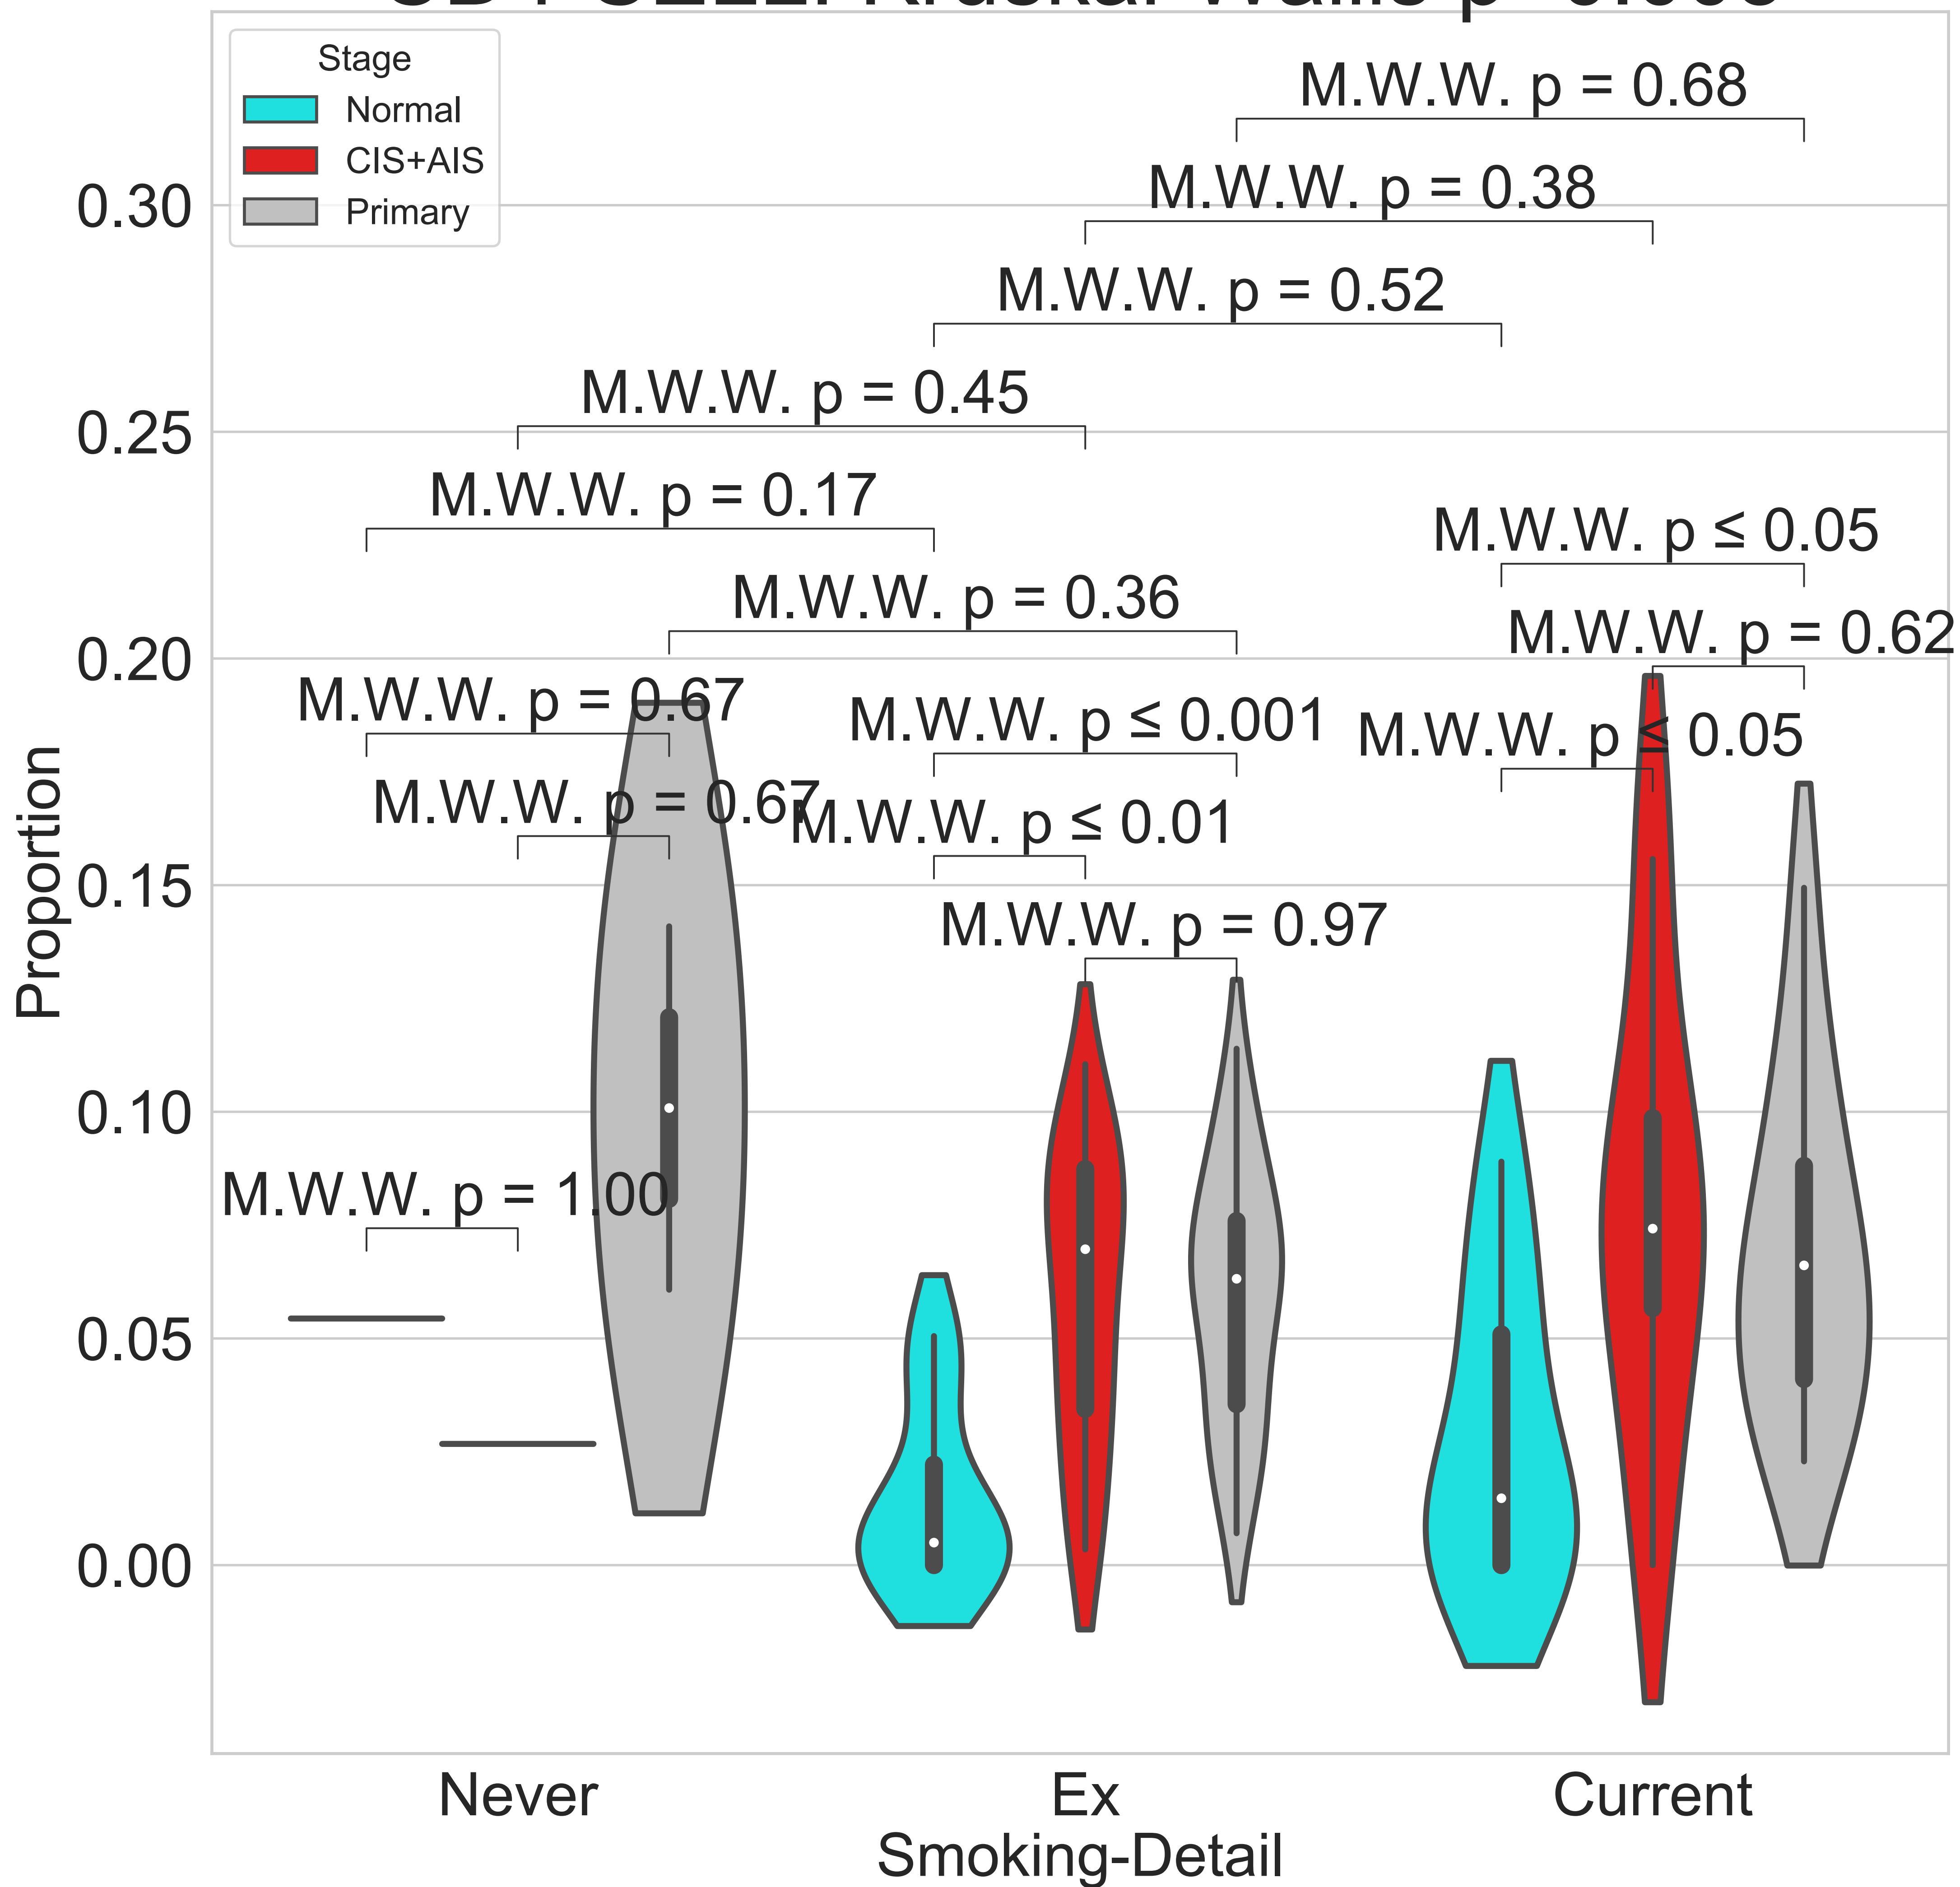 Stage
Normal
CIS+AIS
Primary
M.W.W. p = 0.68
M.W.W. p = 0.38
M.W.W. p = 0.52
M.W.W. p = 0.45
M.W.W. p = 0.17
M.W.W. p ≤ 0.05
M.W.W. p = 0.36
M.W.W. p = 0.62
M.W.W. p = 0.67
M.W.W. p ≤ 0.001
M.W.W. p ≤ 0.05
M.W.W. p = 0.67
M.W.W. p ≤ 0.01
M.W.W. p = 0.97
M.W.W. p = 1.00
0.30
0.25
0.20
0.15
0.10
0.05
0.00
Proportion
Never
Ex
Current
Smoking-Detail